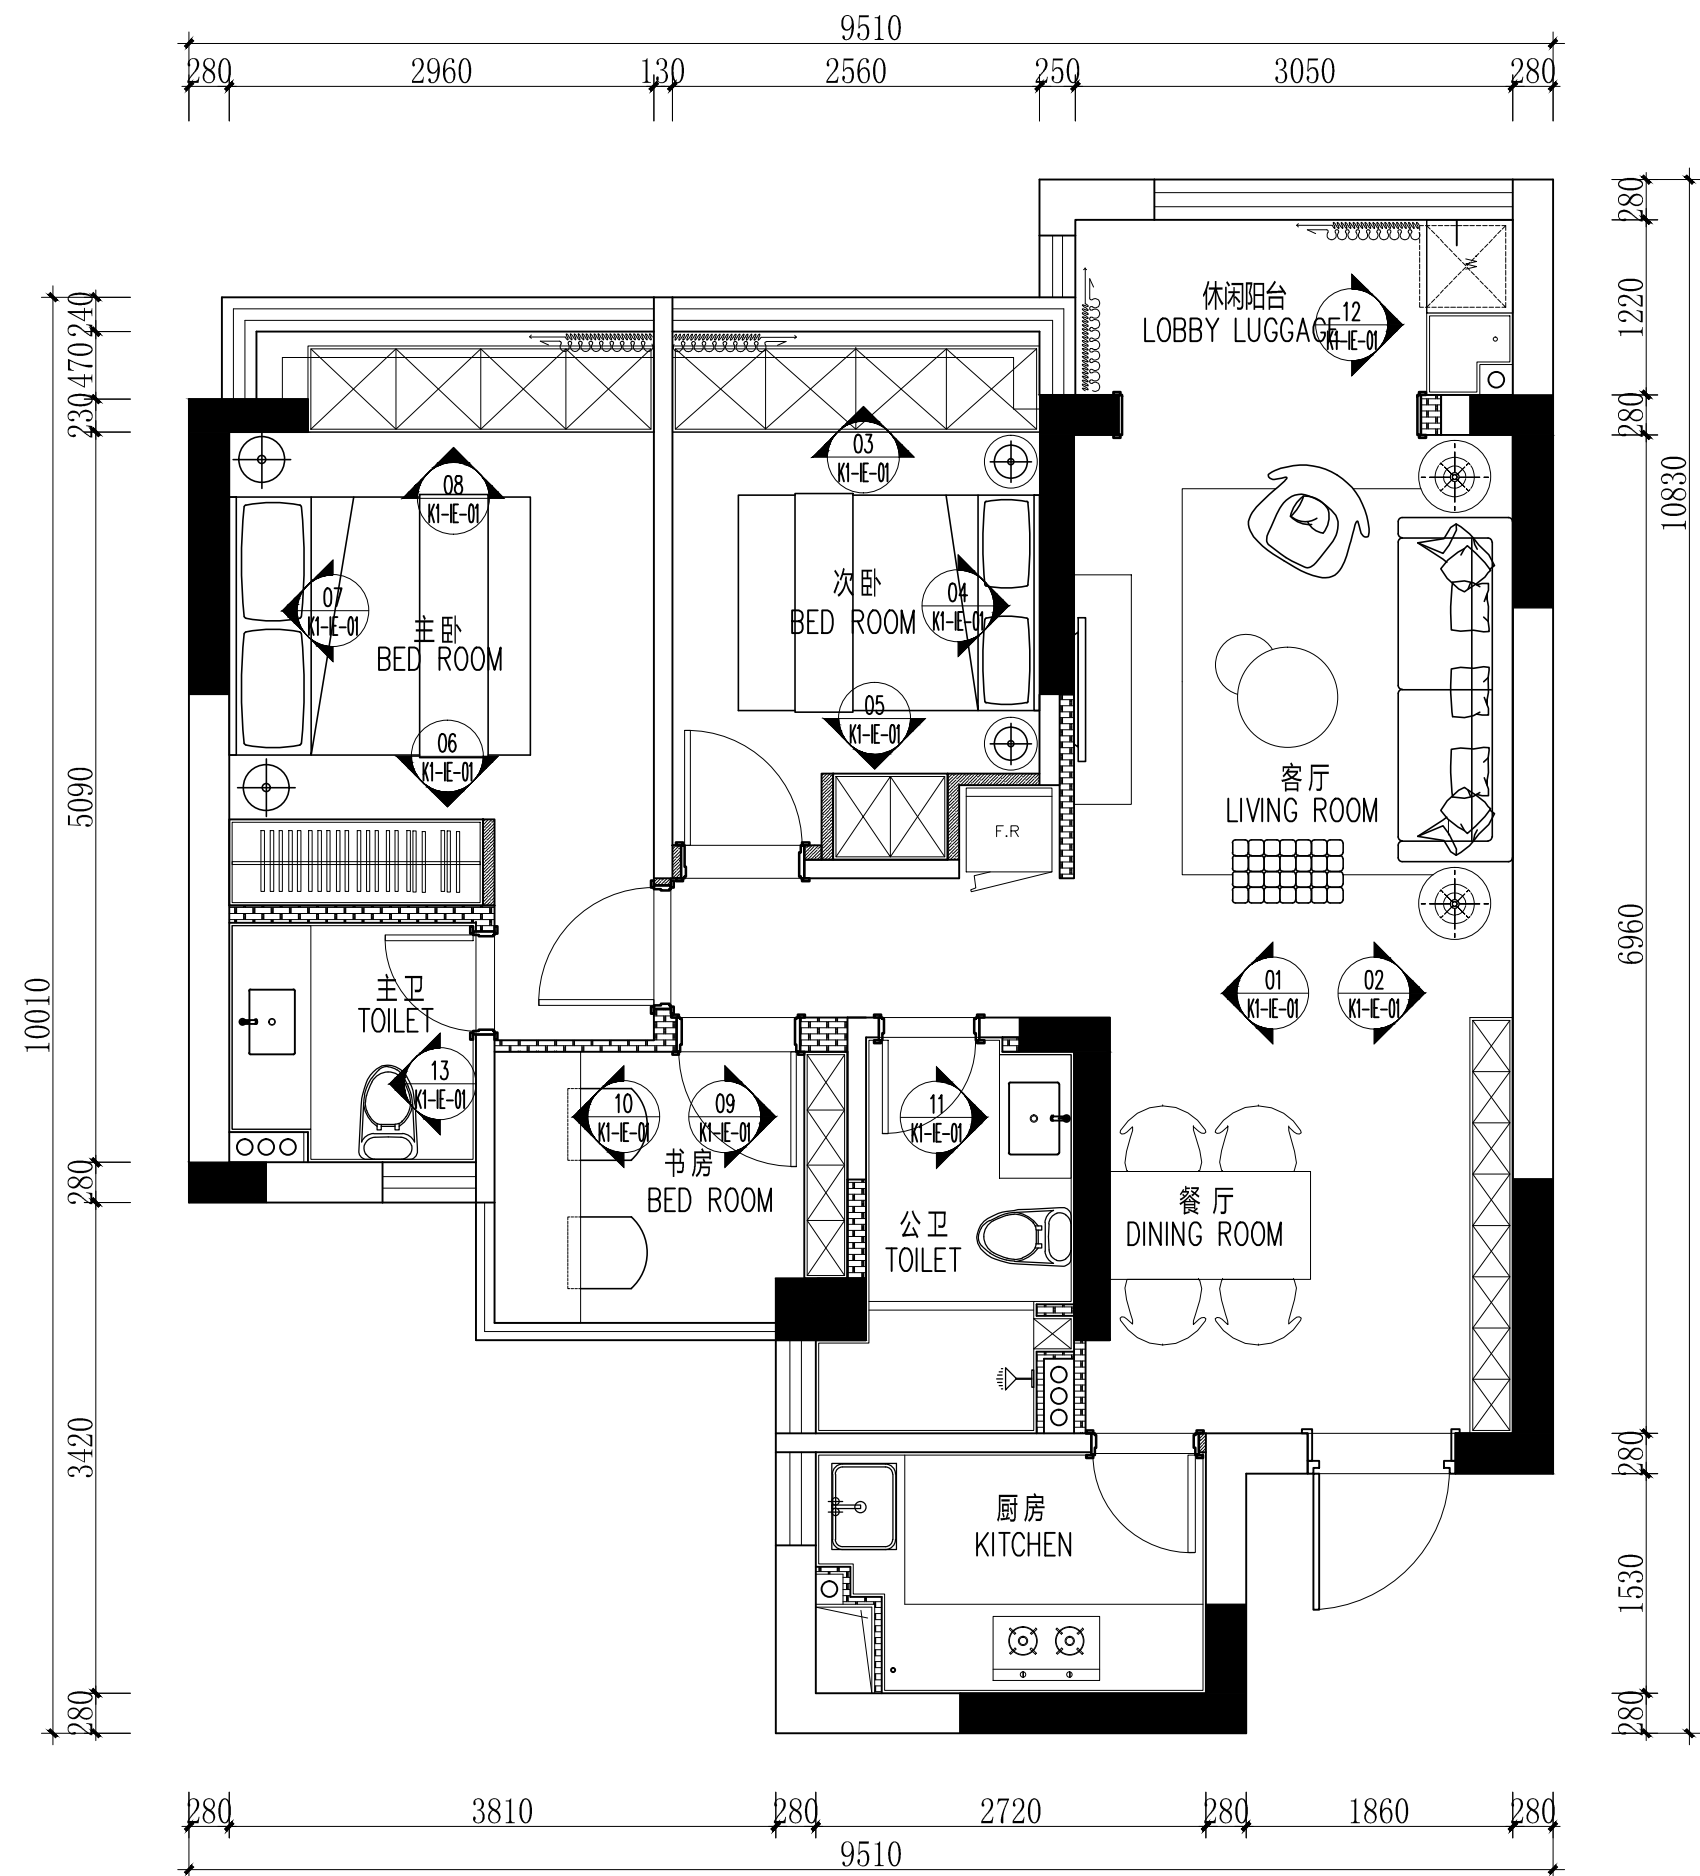 9510
280 2960 130 2560 250 3050 280
280
1220
280
6960
280
1530
280
10830
240
470
230
5090
280
3420
280
10010
休闲阳台
LOBBY LUGGAGE
12
K1-IE-01
03
K1-IE-01
08
K1-IE-01
07
K1-IE-01
主卧
BED ROOM
次卧
BED ROOM
04
K1-IE-01
05
K1-IE-01
06
K1-IE-01
客厅
LIVING ROOM
F.R
01
K1-IE-01
02
K1-IE-01
主卫
TOILET
13
K1-IE-01
10
K1-IE-01
09
K1-IE-01
书房
BED ROOM
11
K1-IE-01
公卫
TOILET
餐厅
DINING ROOM
厨房
KITCHEN
280 3810 280 2720 280 1860 280
9510